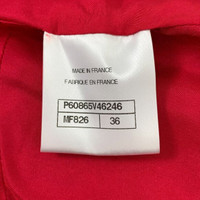 MADE IN FRANCE
FABRIQUE EN FRANCE
P60865V46246
MF826 36